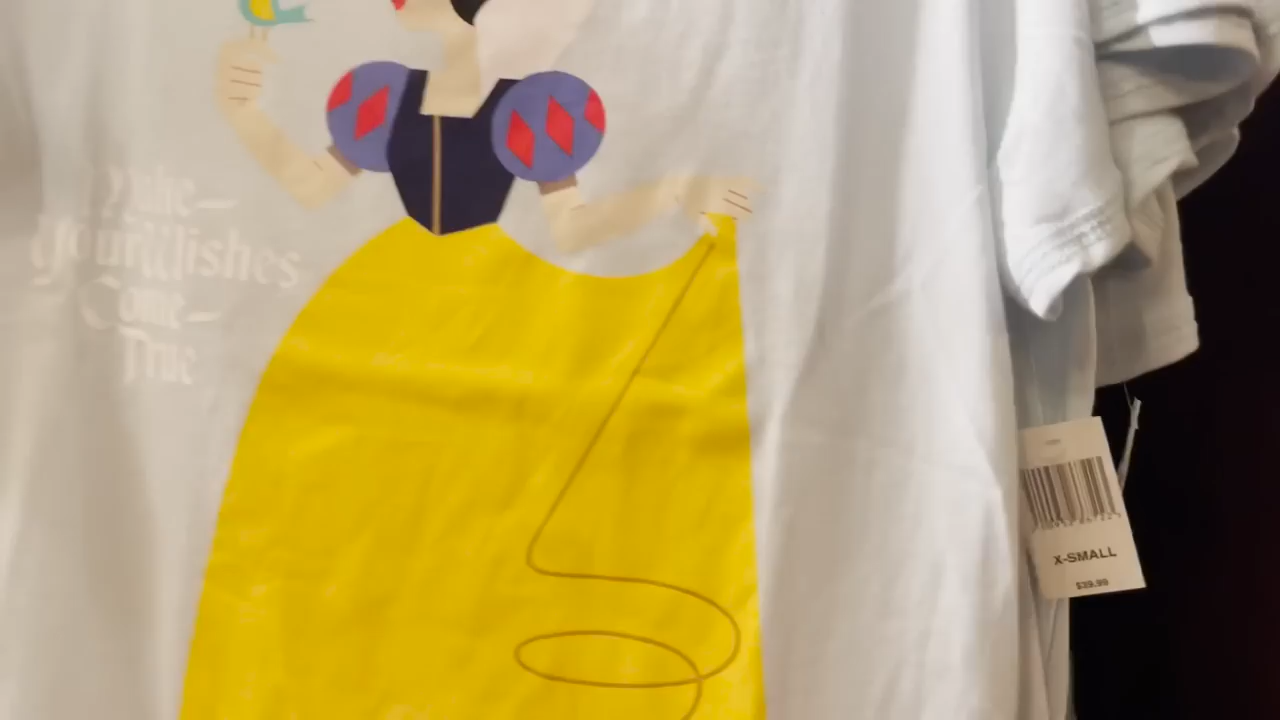 Make—
Your Wishes
Come—
True
X-SMALL
$39.99